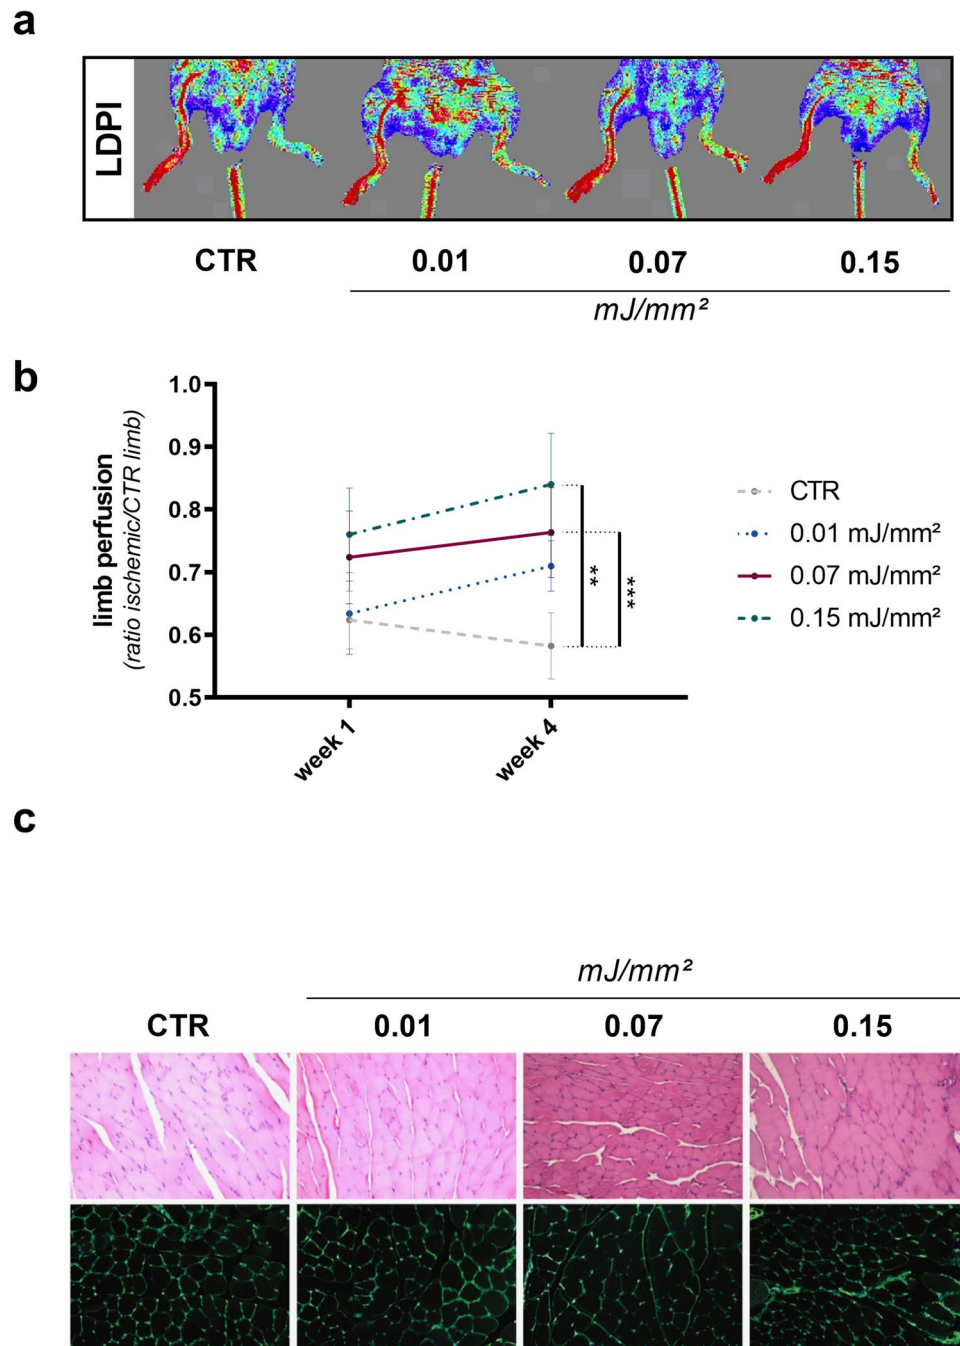 a
LDPI
CTR 0.01 0.07 0.15
mJ/mm²
b
limb perfusion
(ratio ischemic/CTR limb)
1.0
0.9
0.8
0.7
0.6
0.5
week 1
week 4
**
***
CTR
0.01 mJ/mm²
0.07 mJ/mm²
0.15 mJ/mm²
c
mJ/mm²
CTR 0.01 0.07 0.15